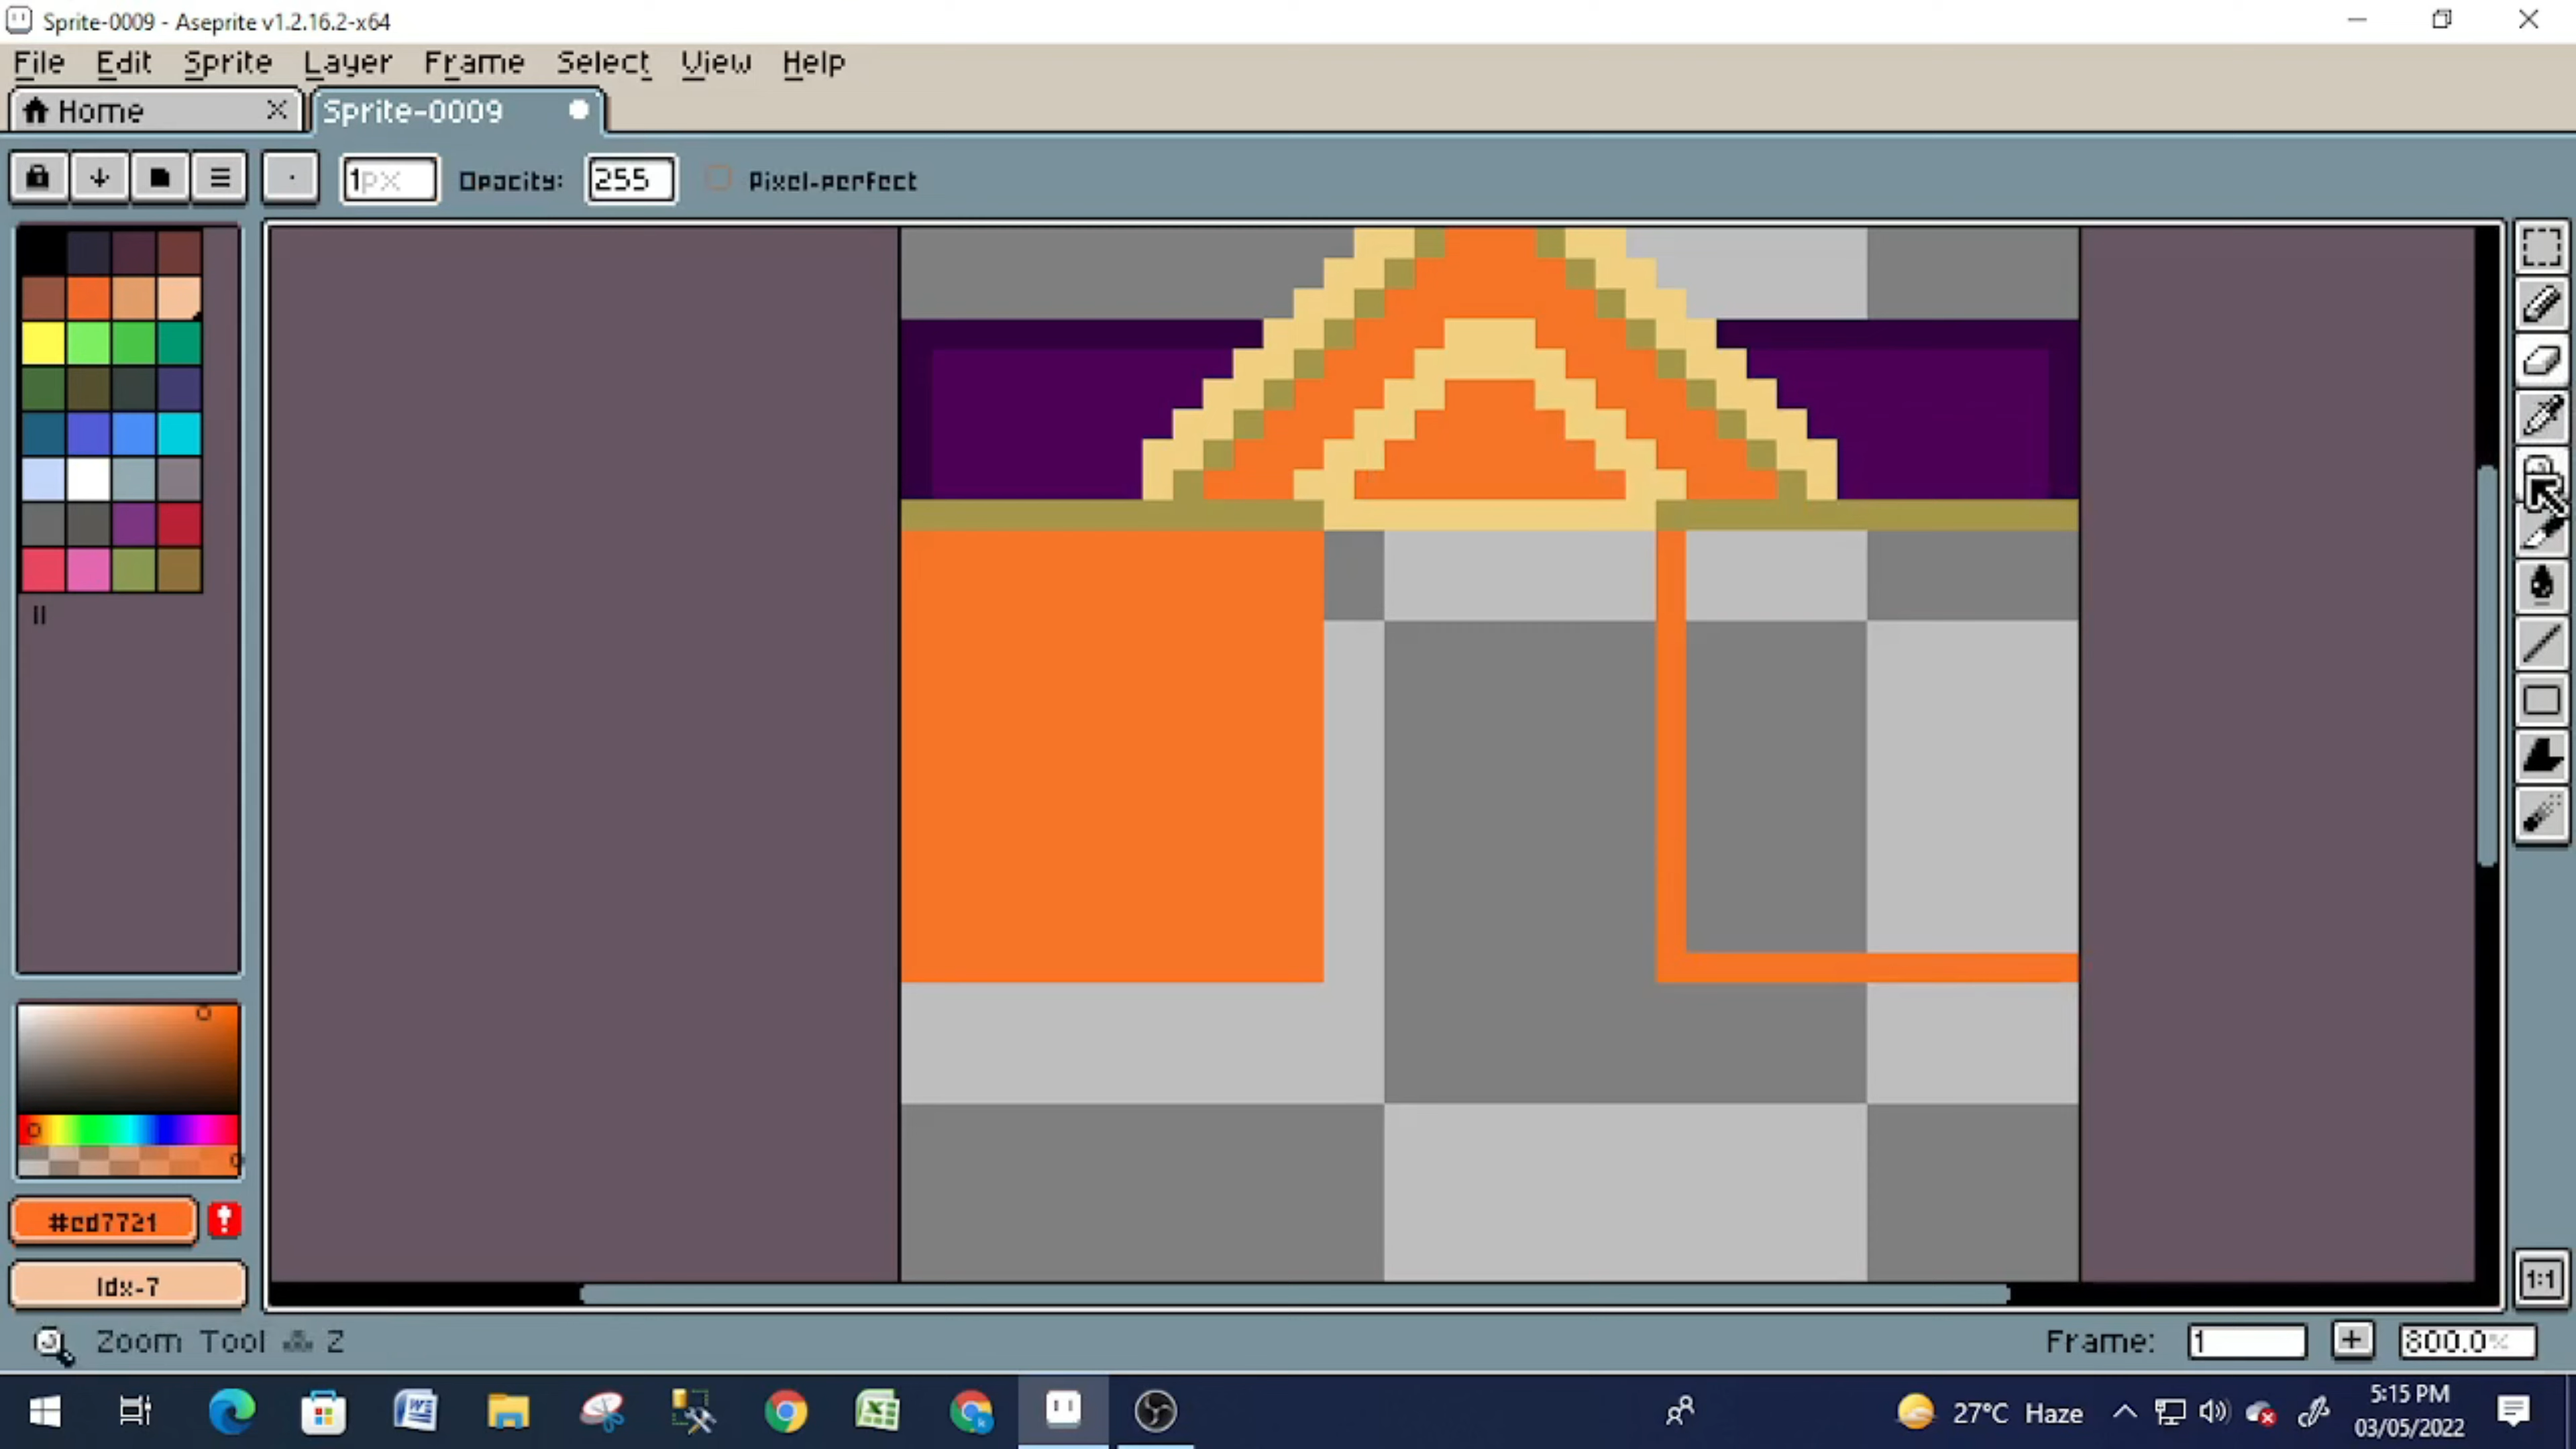 Sprite-0009 - Aseprite v1.2.16.2-x64
File Edit Sprite Layer Frame Select View Help
Home Sprite-0009
1px Opacity: 255 Pixel-perfect
#ed7721
Idx-7
Zoom Tool Z Frame: 1 800.0%
1:1
27°C Haze
5:15 PM
03/05/2022